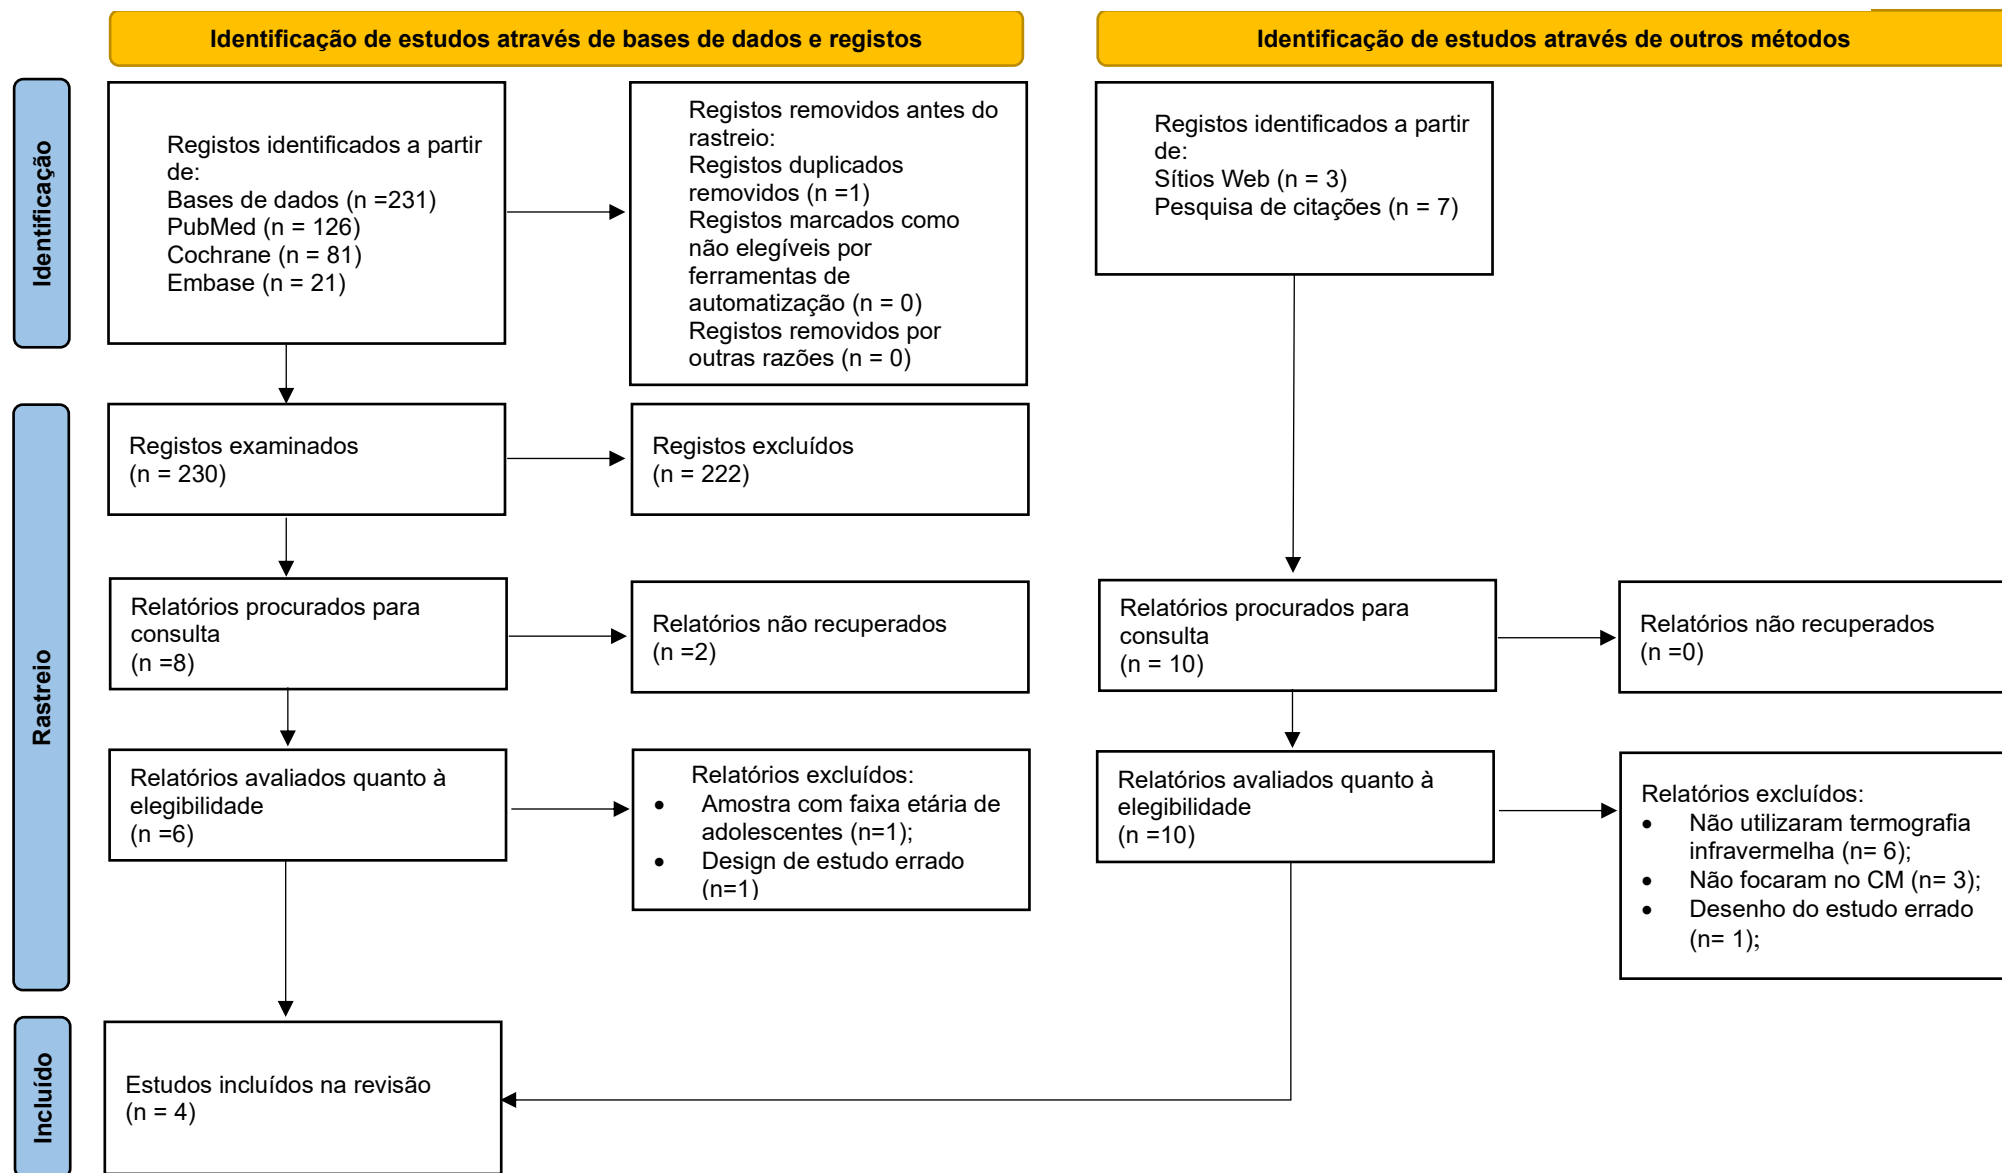 Identificação de estudos através de bases de dados e registos
Identificação de estudos através de outros métodos
Identificação
Registos identificados a partir
de:
Bases de dados (n =231)
PubMed (n = 126)
Cochrane (n = 81)
Embase (n = 21)
Registos removidos antes do
rastreio:
Registos duplicados
removidos (n =1)
Registos marcados como
não elegíveis por
ferramentas de
automatização (n = 0)
Registos removidos por
outras razões (n = 0)
Registos identificados a partir
de:
Sítios Web (n = 3)
Pesquisa de citações (n = 7)
Rastreio
Registos examinados
(n = 230)
Registos excluídos
(n = 222)
Relatórios procurados para
consulta
(n =8)
Relatórios não recuperados
(n =2)
Relatórios procurados para
consulta
(n = 10)
Relatórios não recuperados
(n =0)
Relatórios avaliados quanto à
elegibilidade
(n =6)
Relatórios excluídos:
• Amostra com faixa etária de
adolescentes (n=1);
• Design de estudo errado
(n=1)
Relatórios avaliados quanto à
elegibilidade
(n =10)
Relatórios excluídos:
• Não utilizaram termografia
infravermelha (n= 6);
• Não focaram no CM (n= 3);
• Desenho do estudo errado
(n= 1);
Incluído
Estudos incluídos na revisão
(n = 4)